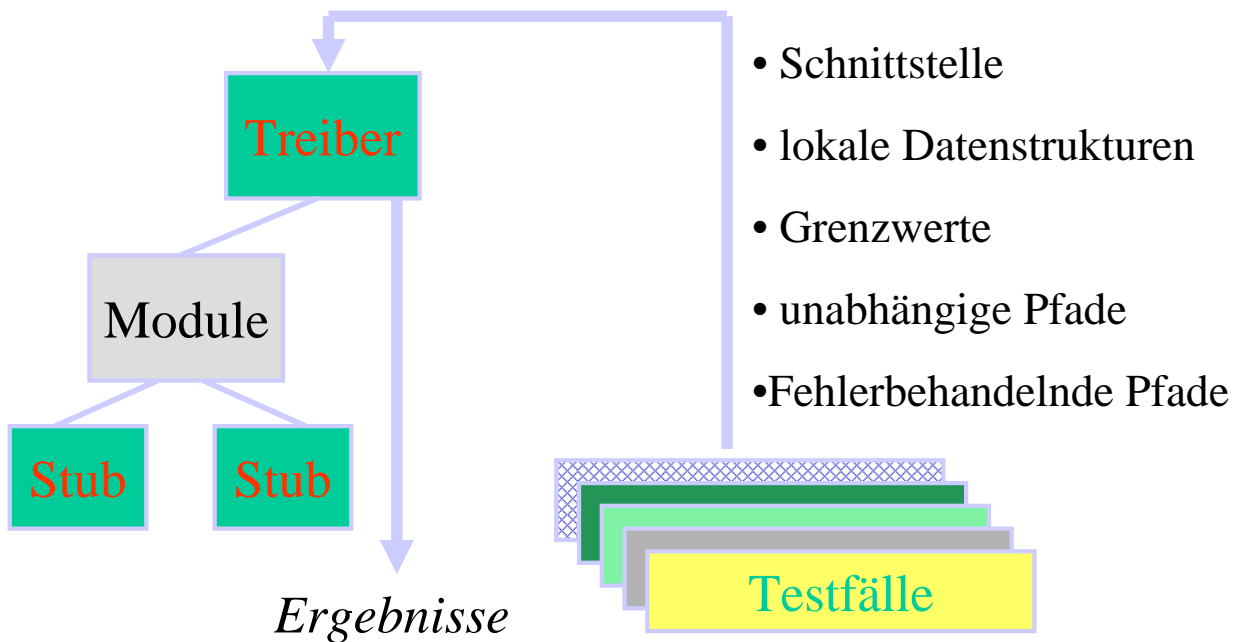 Treiber
Module
Stub
Stub
Ergebnisse
• Schnittstelle
• lokale Datenstrukturen
• Grenzwerte
• unabhängige Pfade
•Fehlerbehandelnde Pfade
Testfälle